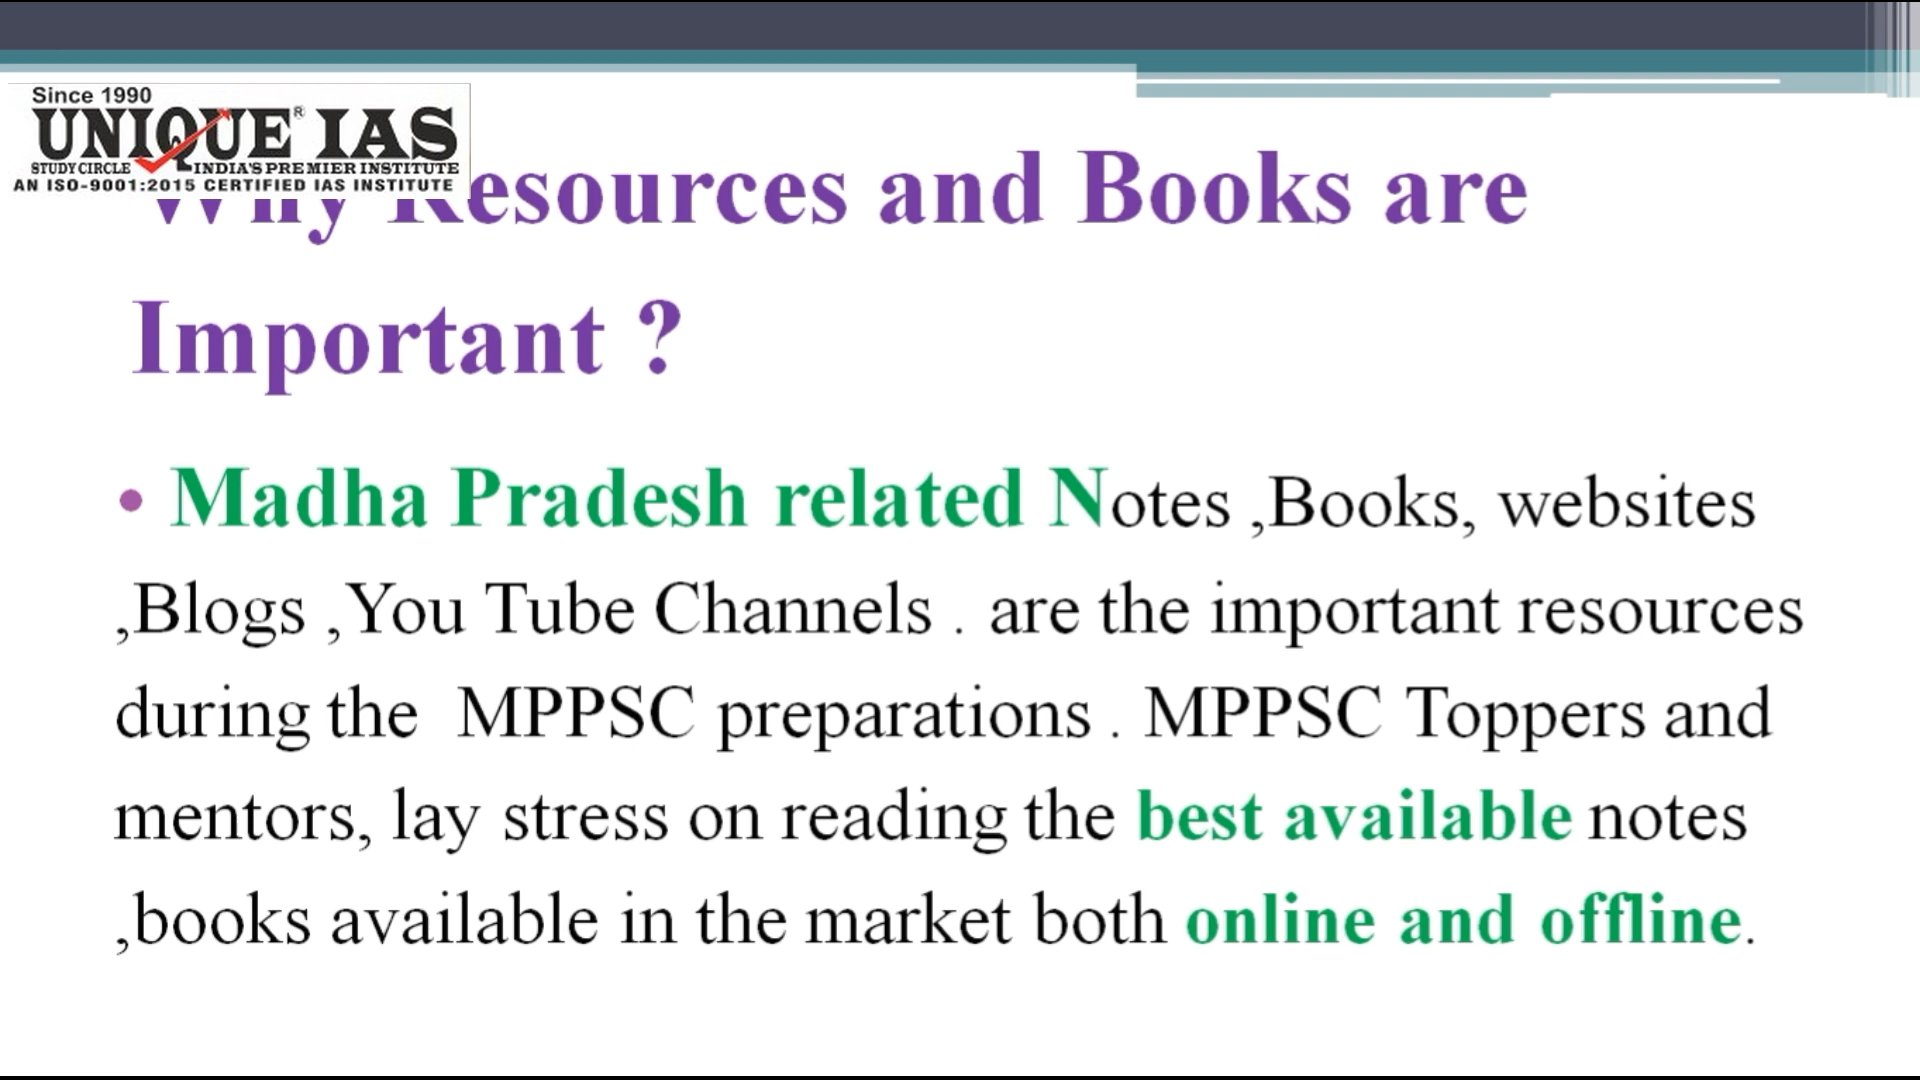 Since 1990
UNIQUE® IAS
STUDY CIRCLE INDIA'S PREMIER INSTITUTE
AN ISO-9001:2015 CERTIFIED IAS INSTITUTE
Why Resources and Books are
Important ?
• Madha Pradesh related Notes ,Books, websites
,Blogs ,You Tube Channels . are the important resources
during the MPPSC preparations . MPPSC Toppers and
mentors, lay stress on reading the best available notes
,books available in the market both online and offline.